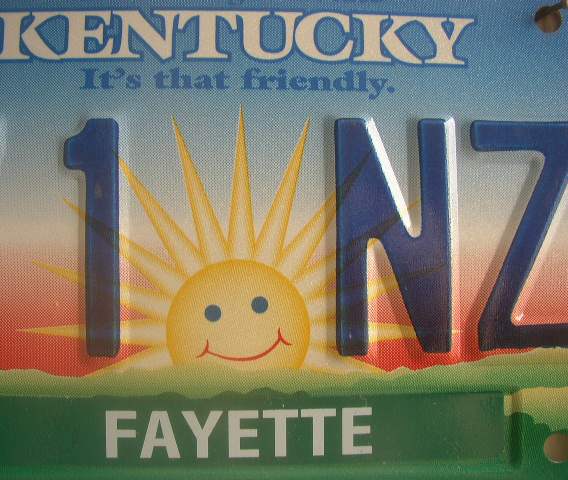 KENTUCKY
It's that friendly.
1 NZ
FAYETTE